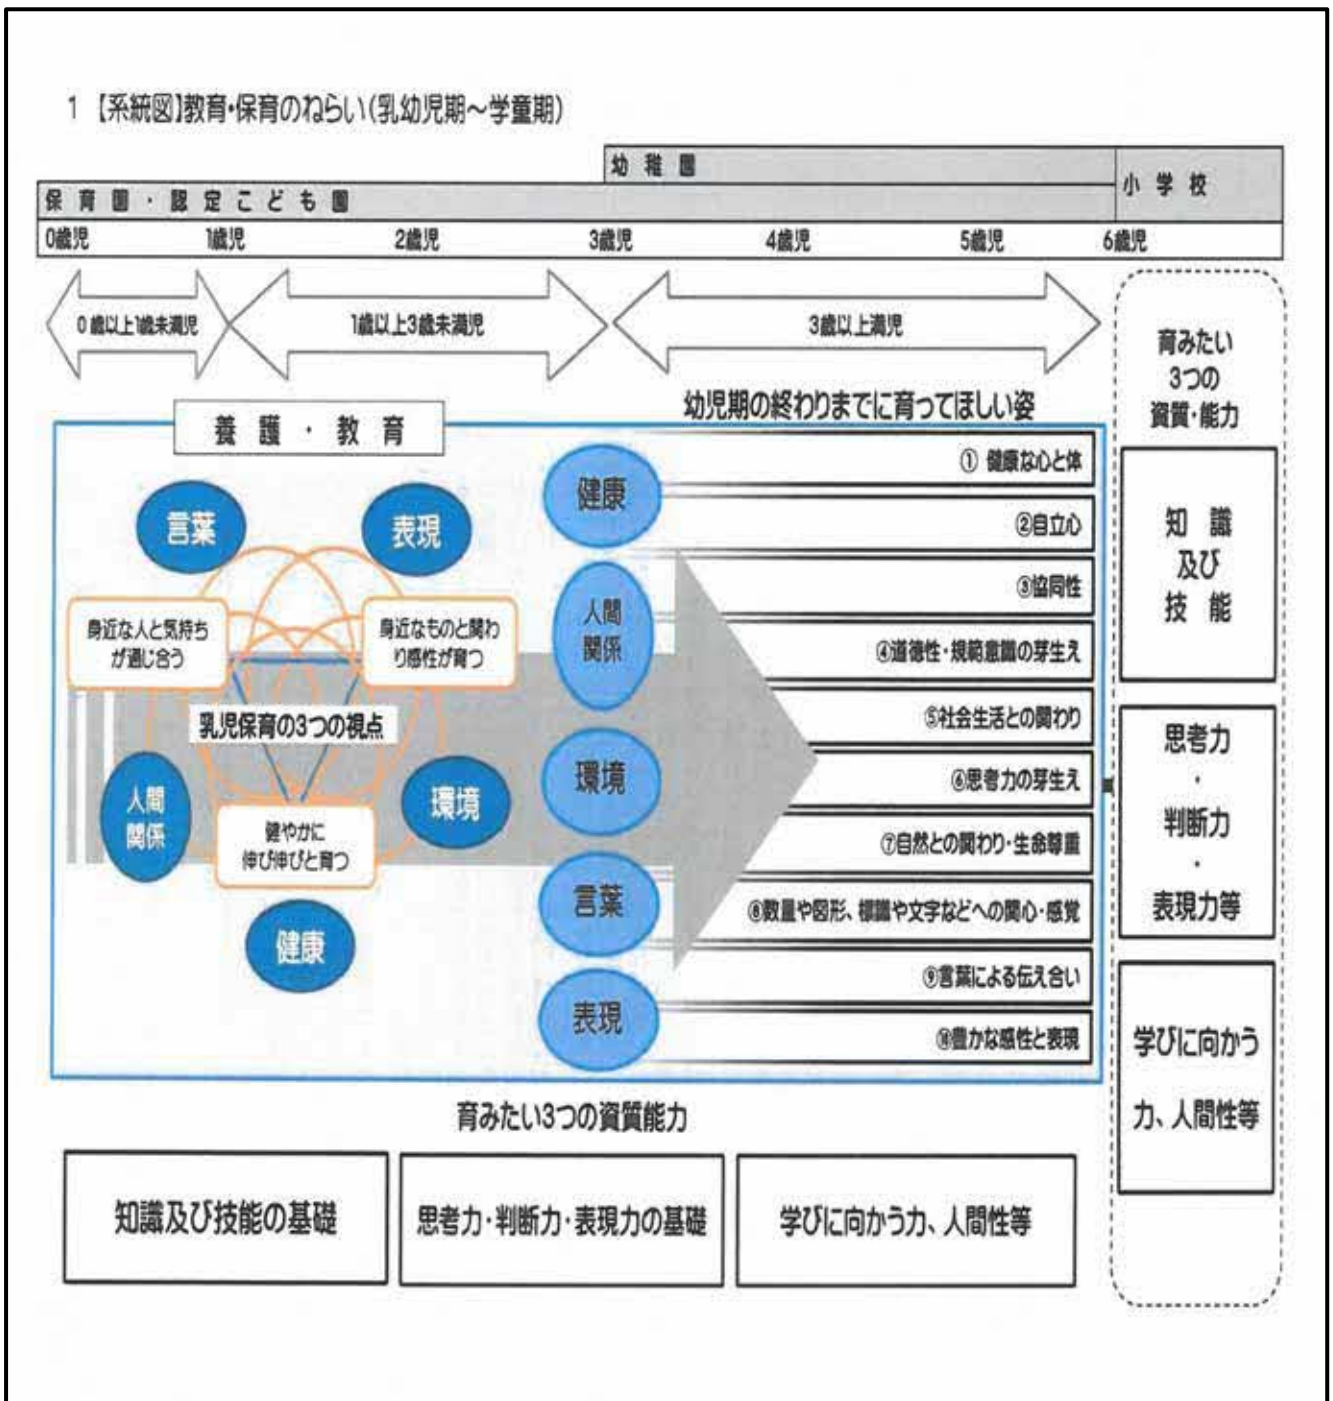 1 【系統図】教育・保育のねらい(乳幼児期～学童期)
幼稚園
保育園・認定こども園
小学校
0歳児 1歳児 2歳児 3歳児 4歳児 5歳児 6歳児
0歳以上1歳未満児
1歳以上3歳未満児
3歳以上満児
幼児期の終わりまでに育ってほしい姿
養護・教育
言葉
表現
身近な人と気持ち
が通じ合う
身近なものと関わ
り感性が育つ
乳児保育の3つの視点
人間
関係
環境
健やかに
伸び伸びと育つ
健康
健康
人間
関係
環境
言葉
表現
① 健康な心と体
②自立心
③協同性
④道徳性・規範意識の芽生え
⑤社会生活との関わり
⑥思考力の芽生え
⑦自然との関わり・生命尊重
⑧数量や図形、標識や文字などへの関心・感覚
⑨言葉による伝え合い
⑩豊かな感性と表現
育みたい
3つの
資質・能力
知識
及び
技能
思考力
・
判断力
・
表現力等
学びに向かう
力、人間性等
育みたい3つの資質能力
知識及び技能の基礎
思考力・判断力・表現力の基礎
学びに向かう力、人間性等